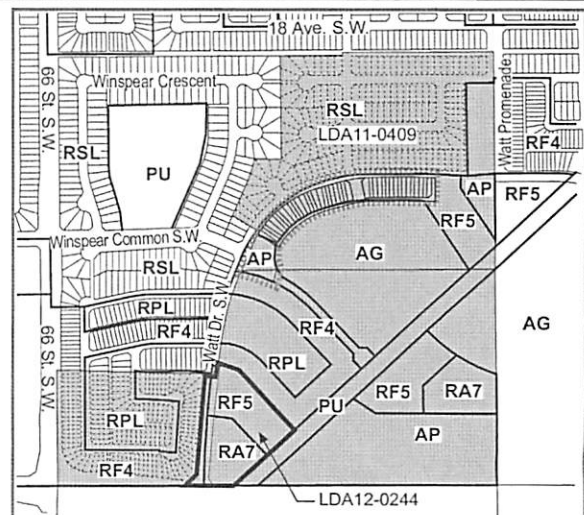 18 Ave. S.W.
66 St. S.W.
Winspear Crescent
RSL
LDA11-0409
Watt Promenade
RF4
RSL
PU
AP
RF5
RF5
Winspear Common S.W.
AP
AG
RSL
Watt Dr. S.W.
RPL
RF4
RF4
AG
66 St. S.W.
RPL
RPL
RF5
PU
RF5
RA7
RF4
RA7
AP
LDA12-0244